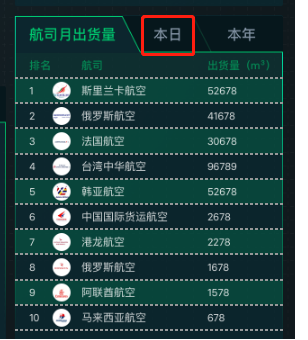 航司月出货量 本日 本年
排名 航司 出货量（m³）
1 斯里兰卡航空 52678
2 俄罗斯航空 41678
3 法国航空 30678
4 台湾中华航空 96789
5 韩亚航空 52678
6 中国国际货运航空 2678
7 港龙航空 2278
8 俄罗斯航空 1678
9 阿联酋航空 1578
10 马来西亚航空 678